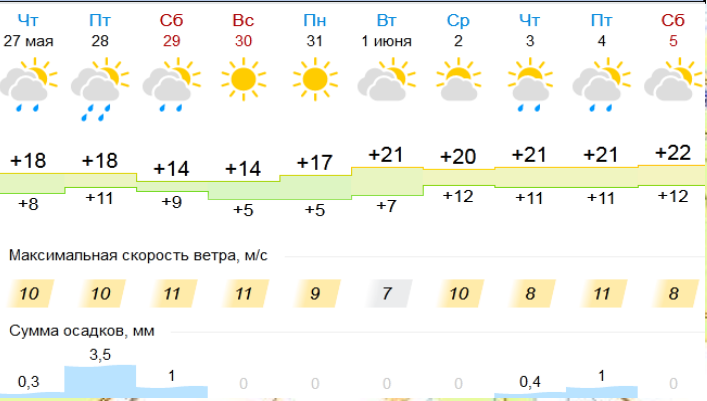 Чт Пт Сб Вс Пн Вт Ср Чт Пт Сб
27 мая 28 29 30 31 1 июня 2 3 4 5
+18 +18 +14 +14 +17 +21 +20 +21 +21 +22
+8 +11 +9 +5 +5 +7 +12 +11 +11 +12
Максимальная скорость ветра, м/с
10 10 11 11 9 7 10 8 11 8
Сумма осадков, мм
0,3 3,5 1 0 0 0 0 0,4 1 0